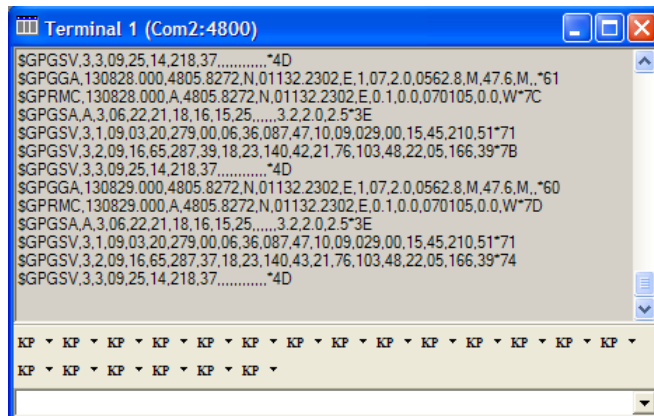 Terminal 1 (Com2:4800)
$GPGSV,3,3,09,25,14,218,37,,,,,,,,,,,,*4D
$GPGGA,130828.000,4805.8272,N,01132.2302,E,1,07,2.0,0562.8,M,47.6,M,,*61
$GPRMC,130828.000,A,4805.8272,N,01132.2302,E,0.1,0.0,070105,0.0,W*7C
$GPGSA,A,3,06,22,21,18,16,15,25,,,,,,3.2,2.0,2.5*3E
$GPGSV,3,1,09,03,20,279,00,06,36,087,47,10,09,029,00,15,45,210,51*71
$GPGSV,3,2,09,16,65,287,39,18,23,140,42,21,76,103,48,22,05,166,39*7B
$GPGSV,3,3,09,25,14,218,37,,,,,,,,,,,,*4D
$GPGGA,130829.000,4805.8272,N,01132.2302,E,1,07,2.0,0562.8,M,47.6,M,,*60
$GPRMC,130829.000,A,4805.8272,N,01132.2302,E,0.1,0.0,070105,0.0,W*7D
$GPGSA,A,3,06,22,21,18,16,15,25,,,,,,3.2,2.0,2.5*3E
$GPGSV,3,1,09,03,20,279,00,06,36,087,47,10,09,029,00,15,45,210,51*71
$GPGSV,3,2,09,16,65,287,37,18,23,140,43,21,76,103,48,22,05,166,39*74
$GPGSV,3,3,09,25,14,218,37,,,,,,,,,,,,*4D
KP KP KP KP KP KP KP KP KP KP KP KP KP KP
KP KP KP KP KP KP